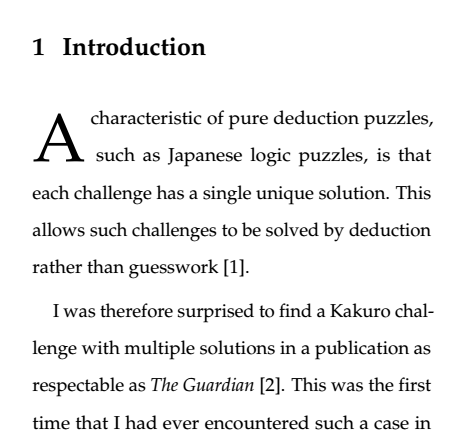 1 Introduction
A characteristic of pure deduction puzzles,
such as Japanese logic puzzles, is that
each challenge has a single unique solution. This
allows such challenges to be solved by deduction
rather than guesswork [1].
I was therefore surprised to find a Kakuro chal-
lenge with multiple solutions in a publication as
respectable as The Guardian [2]. This was the first
time that I had ever encountered such a case in